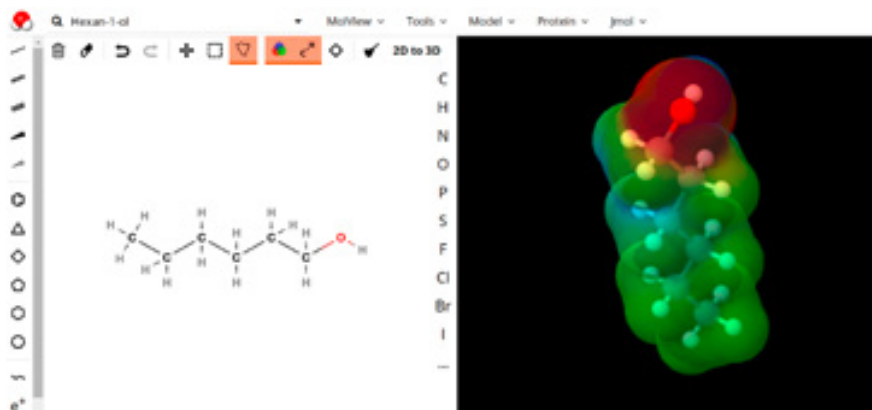 Hexan-1-ol MolView Tools Model Protein Jmol
2D to 3D
C
H
N
O
P
S
F
Cl
Br
I
...
H H H H H H
C C C C C C O H
H H H H H H H
e⁺